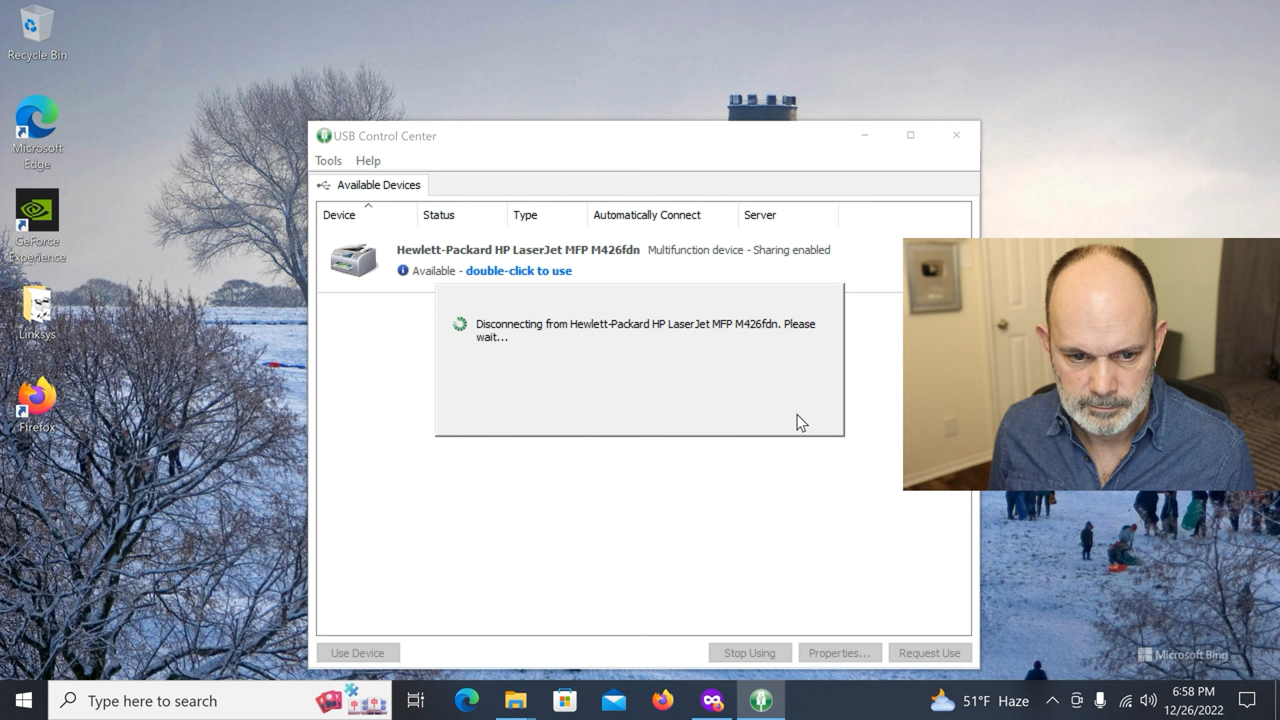 Recycle Bin
Microsoft
Edge
GeForce
Experience
Linksys
Firefox
USB Control Center
Tools Help
Available Devices
Device Status Type Automatically Connect Server
Hewlett-Packard HP LaserJet MFP M426fdn Multifunction device - Sharing enabled
Available - double-click to use
Disconnecting from Hewlett-Packard HP LaserJet MFP M426fdn. Please
wait...
Use Device Stop Using Properties... Request Use
Microsoft Bing
Type here to search
51°F Haze
6:58 PM
12/26/2022